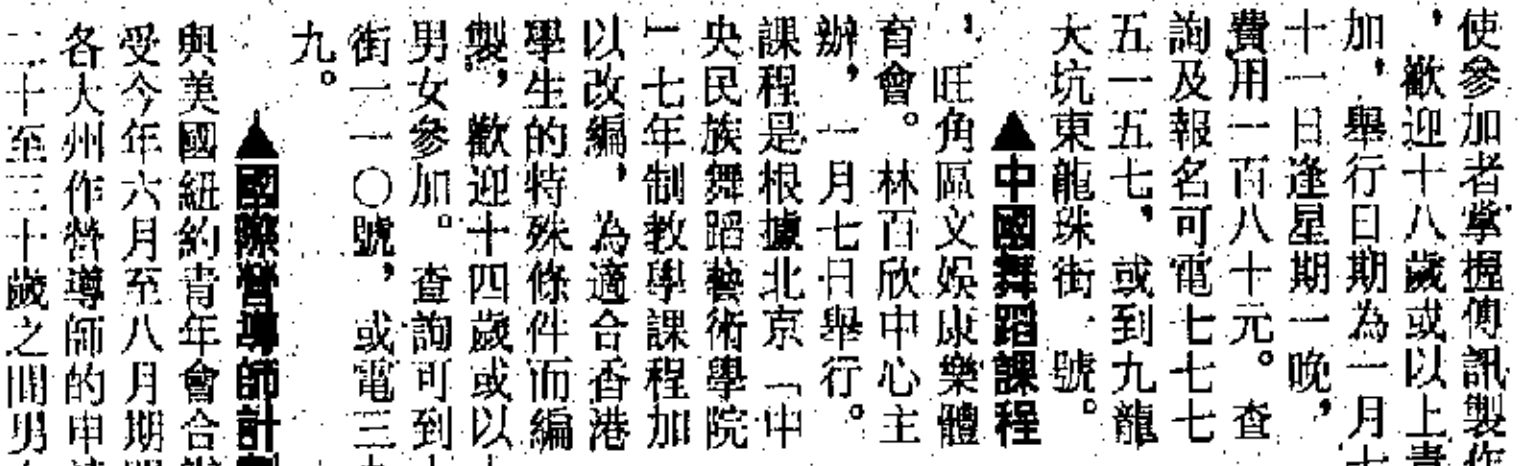 使參加者掌握傅訊製作
，歡迎十八歲或以上青
加，舉行日期為一月十
十一日逢星期一晚，
費用一百八十元。查
詢及報名可電七七七
五一五七，或到九龍
大坑東龍珠街一號。
▲中國舞蹈課程
，旺角區文娛康樂體
育會。林百欣中心主
辦，一月七日舉行。
課程是根據北京「中
央民族舞蹈藝術學院
」七年制教學課程加
以改編，為適合香港
學生的特殊條件而編
製，歡迎十四歲或以
男女參加。查詢可到
街一一〇號，或電三
九。
▲國際營導師計劃
與美國紐約青年會合辦
受今年六月至八月期
各大州作營導師的申請
二十至三十歲之間男